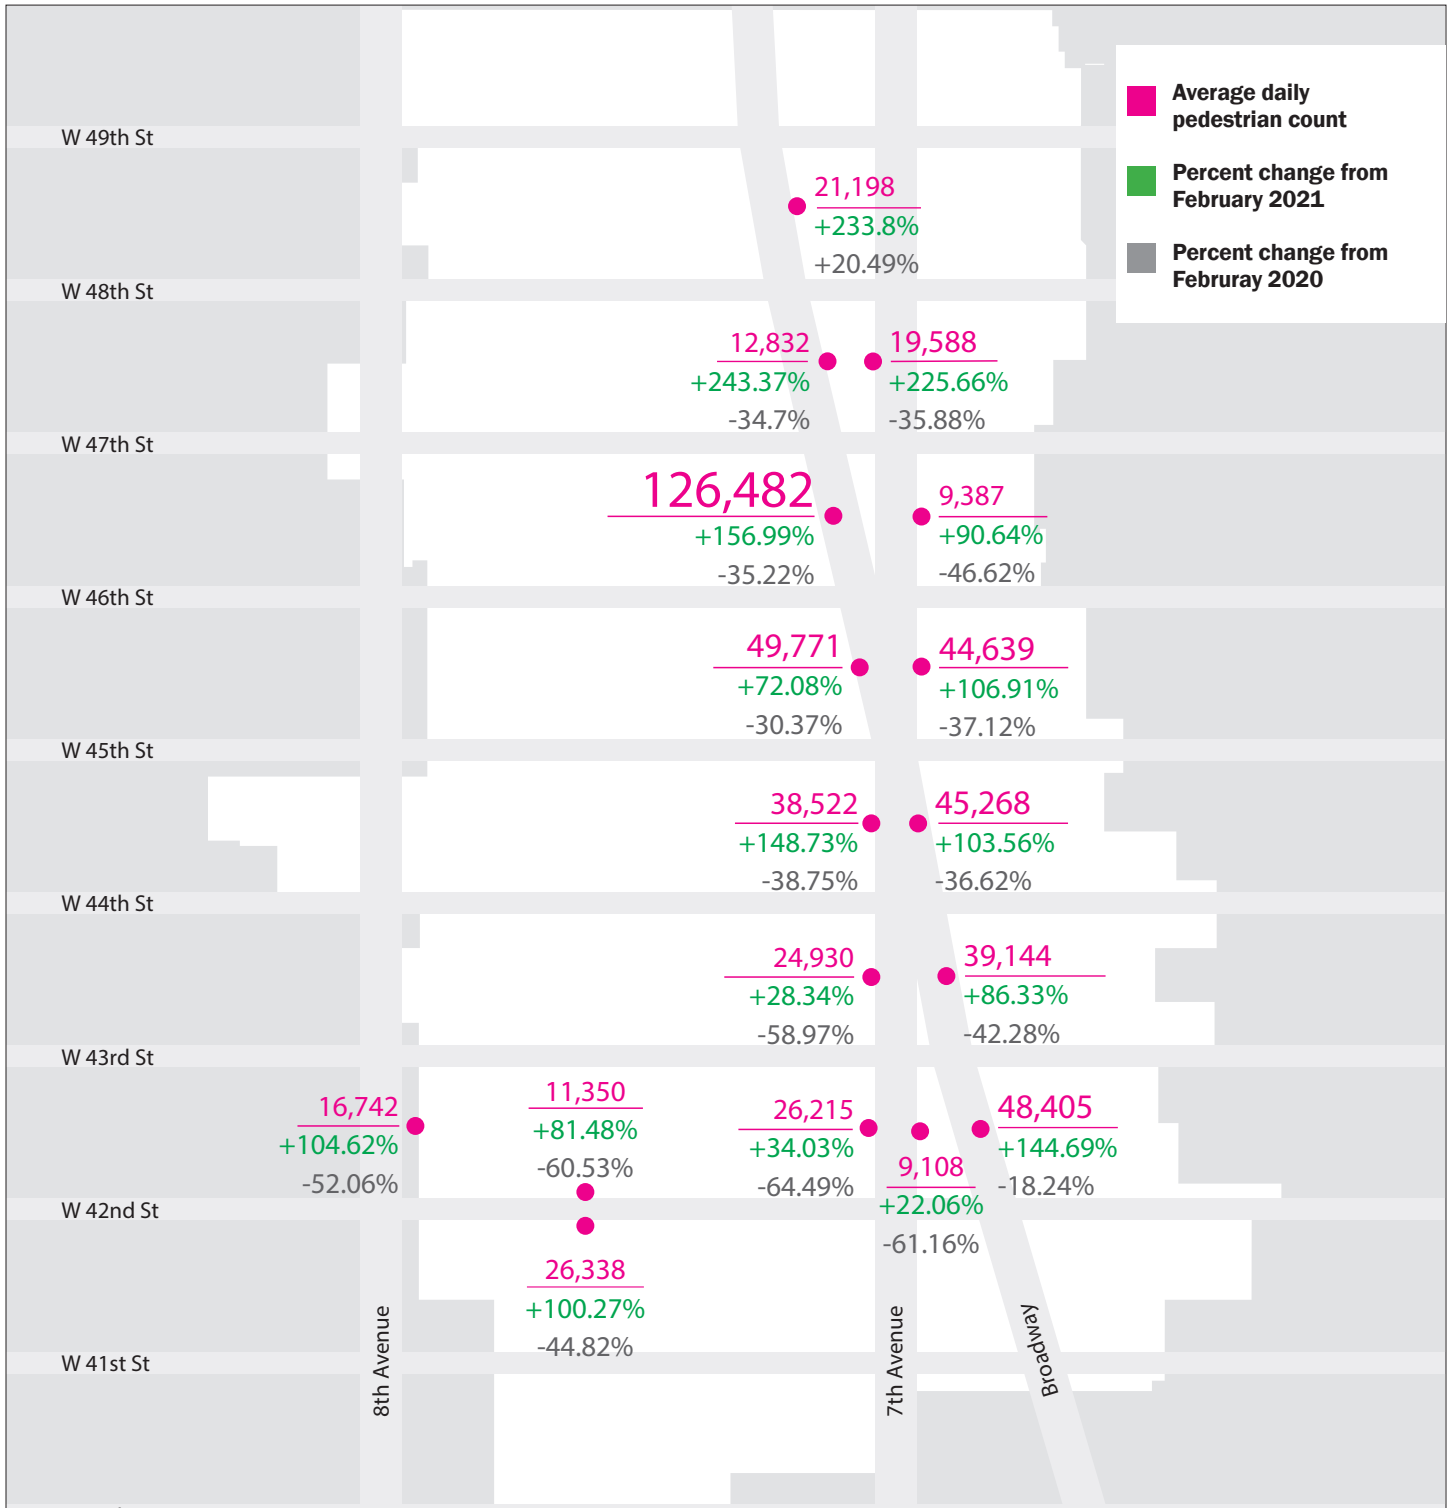 Average daily
pedestrian count
Percent change from
February 2021
Percent change from
Februray 2020
W 49th St
21,198
+233.8%
+20.49%
W 48th St
12,832
+243.37%
-34.7%
19,588
+225.66%
-35.88%
W 47th St
126,482
+156.99%
-35.22%
9,387
+90.64%
-46.62%
W 46th St
49,771
+72.08%
-30.37%
44,639
+106.91%
-37.12%
W 45th St
38,522
+148.73%
-38.75%
45,268
+103.56%
-36.62%
W 44th St
24,930
+28.34%
-58.97%
39,144
+86.33%
-42.28%
W 43rd St
16,742
+104.62%
-52.06%
11,350
+81.48%
-60.53%
26,215
+34.03%
-64.49%
9,108
+22.06%
-61.16%
48,405
+144.69%
-18.24%
W 42nd St
26,338
+100.27%
-44.82%
W 41st St
8th Avenue
7th Avenue
Broadway